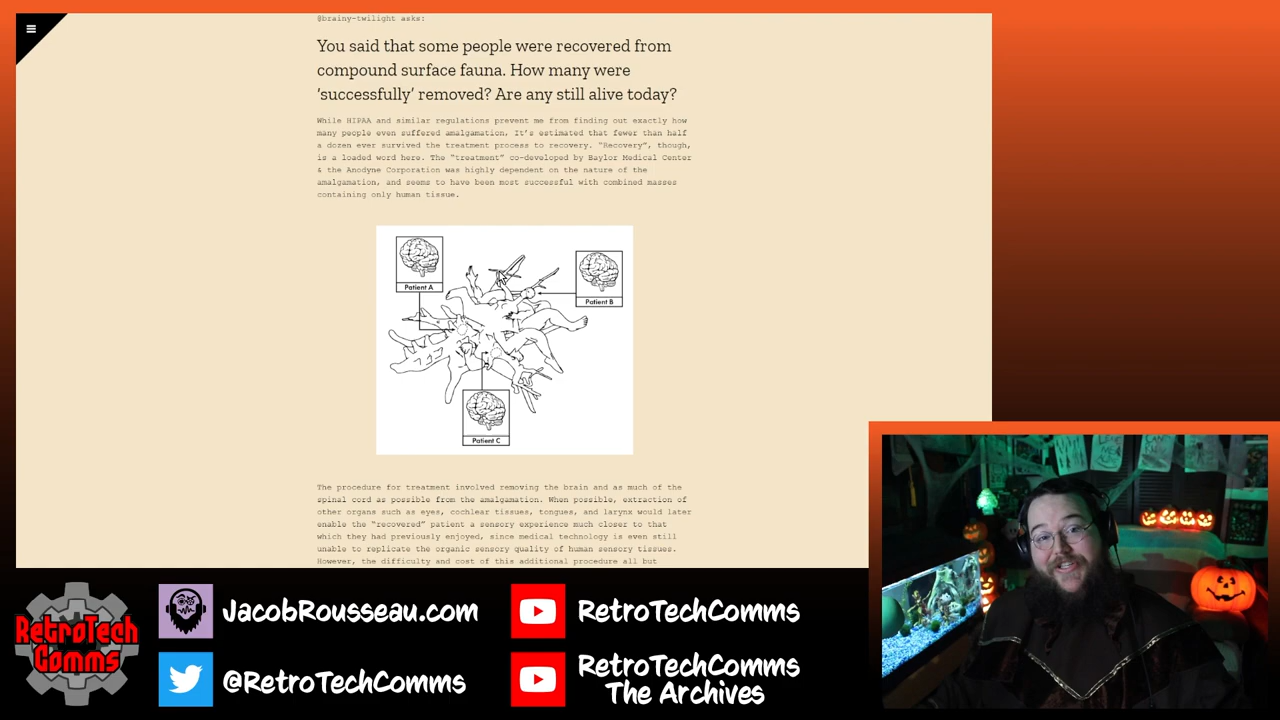 @brainy-twilight asks:
You said that some people were recovered from
compound surface fauna. How many were
‘successfully’ removed? Are any still alive today?
While HIPAA and similar regulations prevent me from finding out exactly how
many people even suffered amalgamation, It’s estimated that fewer than half
a dozen ever survived the treatment process to recovery. “Recovery”, though,
is a loaded word here. The “treatment” co-developed by Baylor Medical Center
& the Anodyne Corporation was highly dependent on the nature of the
amalgamation, and seems to have been most successful with combined masses
containing only human tissue.
Patient A
Patient B
Patient C
The procedure for treatment involved removing the brain and as much of the
spinal cord as possible from the amalgamation. When possible, extraction of
other organs such as eyes, cochlear tissues, tongues, and larynx would later
enable the “recovered” patient a sensory experience much closer to that
which they had previously enjoyed, since medical technology is even still
unable to replicate the organic sensory quality of human sensory tissues.
However, the difficulty and cost of this additional procedure all but
RetroTech
Comms
JacobRousseau.com
@RetroTechComms
RetroTechComms
RetroTechComms
The Archives